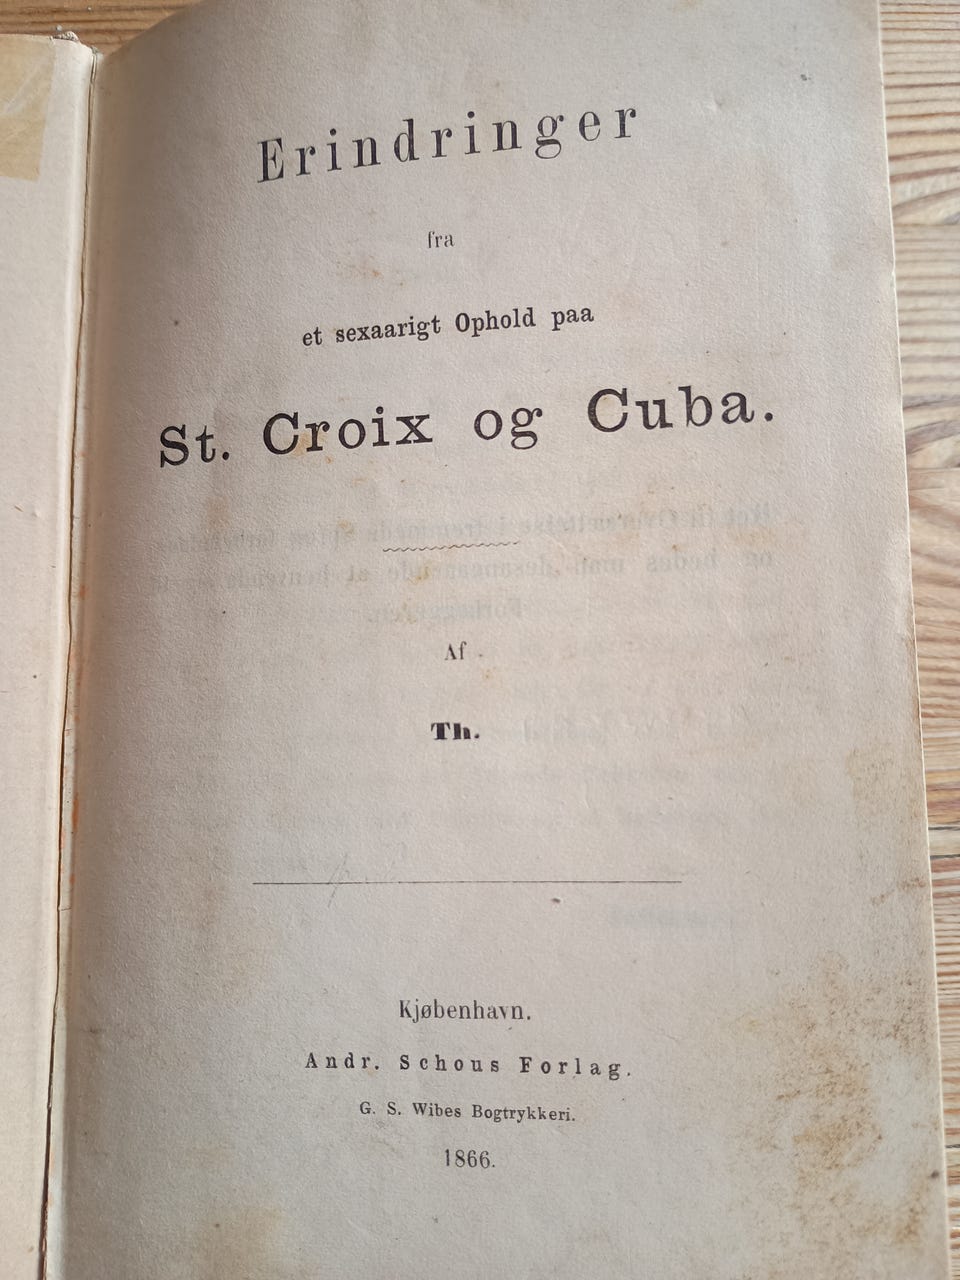 Erindringer
fra
et sexaarigt Ophold paa
St. Croix og Cuba.
Af
Th.
Kjøbenhavn.
Andr. Schous Forlag.
G. S. Wibes Bogtrykkeri.
1866.